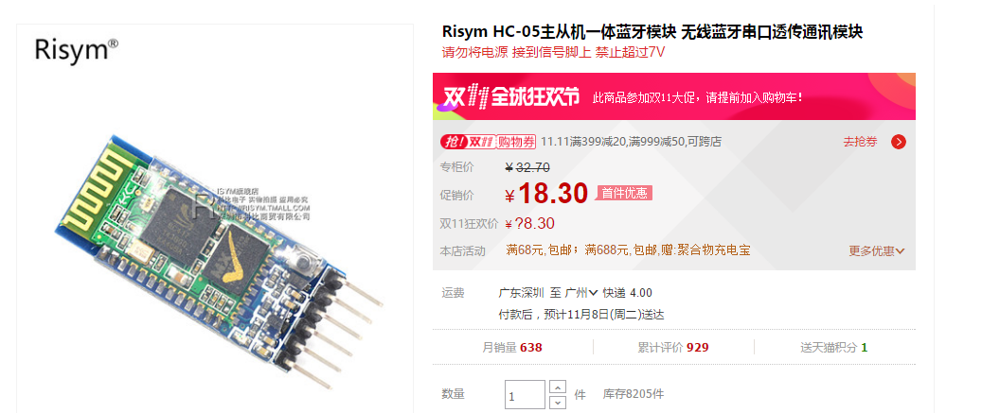 Risym®
ISYM旗舰店
HTTP://RISYM.TMALL.COM
Risym HC-05主从机一体蓝牙模块 无线蓝牙串口透传通讯模块
请勿将电源 接到信号脚上 禁止超过7V
双11全球狂欢节 此商品参加双11大促，请提前加入购物车！
抢！双11购物券 11.11满399减20,满999减50,可跨店 去抢券
专柜价 ¥ 32.70
促销价 ¥ 18.30 首件优惠
双11狂欢价 ¥ ?8.30
本店活动 满68元,包邮；满688元,包邮,赠:聚合物充电宝 更多优惠
运费 广东深圳 至 广州 快递 4.00
付款后，预计11月8日(周二)送达
月销量 638 累计评价 929 送天猫积分 1
数量 1 件 库存8205件